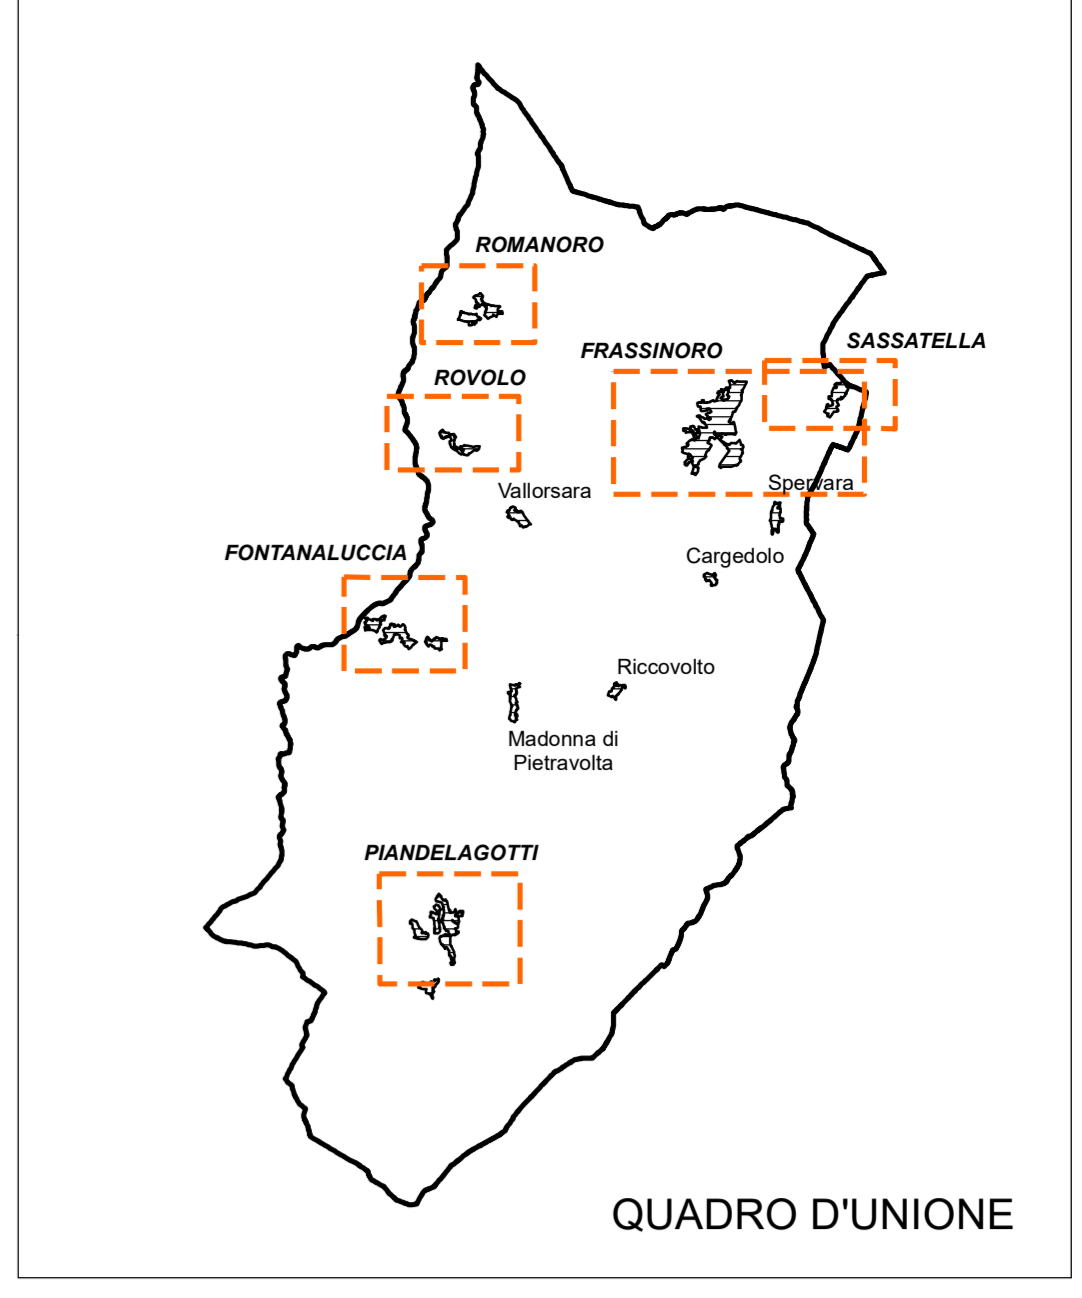 ROMANORO
SASSATELLA
FRASSINORO
ROVOLO
Spervara
Vallorsara
FONTANALUCCIA
Cargedolo
Riccovolto
Madonna di
Pietravolta
PIANDELAGOTTI
QUADRO D'UNIONE